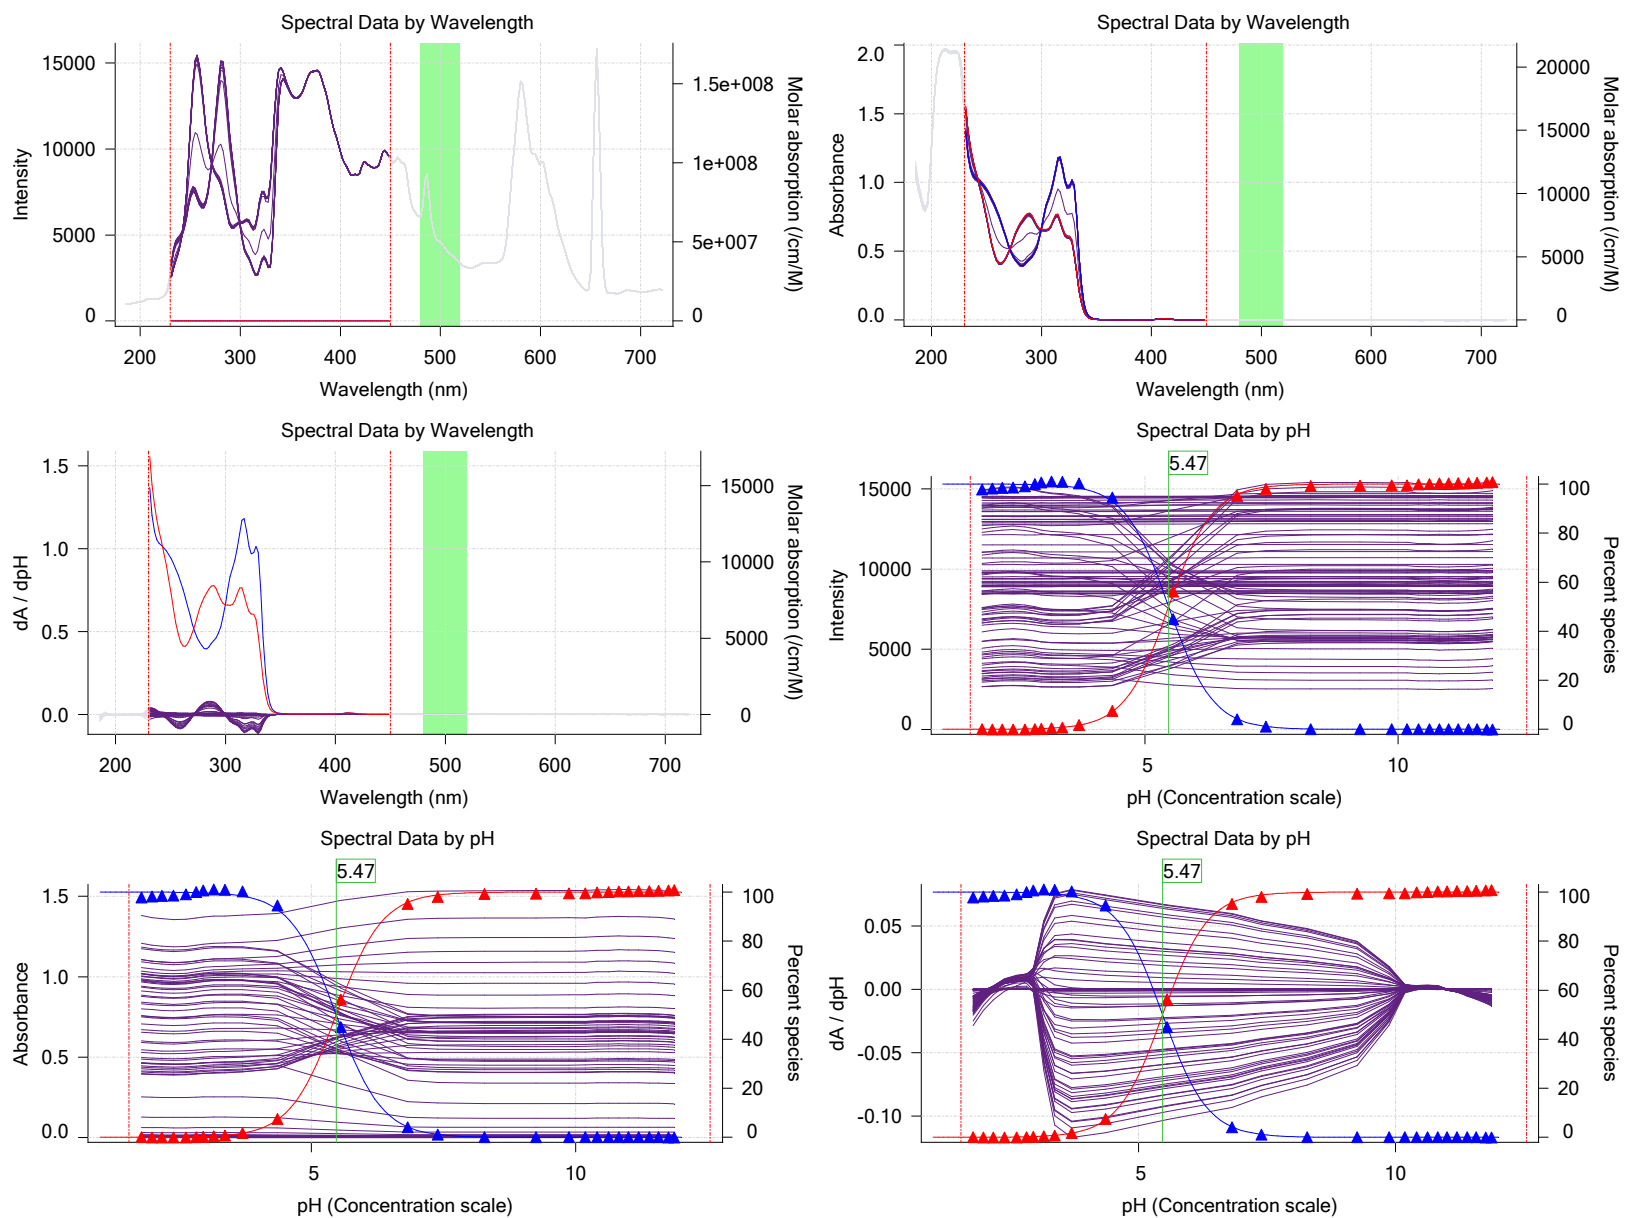 Spectral Data by Wavelength
Intensity
15000
10000
5000
0
1.5e+008
1e+008
5e+007
0
Molar absorption (/cm/M)
200 300 400 500 600 700
Wavelength (nm)
Spectral Data by Wavelength
Absorbance
2.0
1.5
1.0
0.5
0.0
20000
15000
10000
5000
0
Molar absorption (/cm/M)
200 300 400 500 600 700
Wavelength (nm)
Spectral Data by Wavelength
dA / dpH
1.5
1.0
0.5
0.0
15000
10000
5000
0
Molar absorption (/cm/M)
200 300 400 500 600 700
Wavelength (nm)
Spectral Data by pH
5.47
Intensity
15000
10000
5000
0
100
80
60
40
20
0
Percent species
5 10
pH (Concentration scale)
Spectral Data by pH
5.47
Absorbance
1.5
1.0
0.5
0.0
100
80
60
40
20
0
Percent species
5 10
pH (Concentration scale)
Spectral Data by pH
5.47
dA / dpH
0.05
0.00
-0.05
-0.10
100
80
60
40
20
0
Percent species
5 10
pH (Concentration scale)